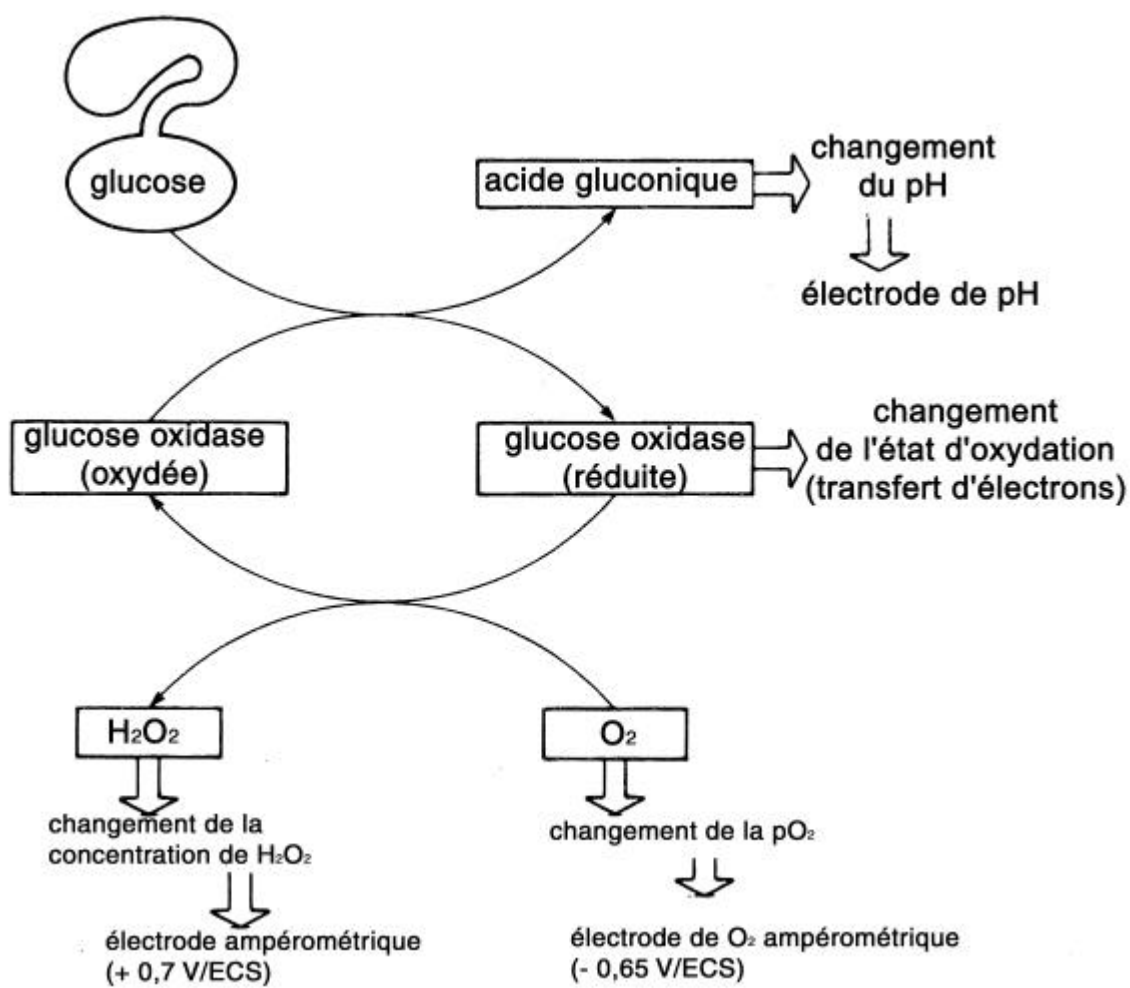 glucose
acide gluconique
changement
du pH
électrode de pH
glucose oxidase
(oxydée)
glucose oxidase
(réduite)
changement
de l'état d'oxydation
(transfert d'électrons)
H₂O₂
O₂
changement de la
concentration de H₂O₂
changement de la pO₂
électrode ampérométrique
(+ 0,7 V/ECS)
électrode de O₂ ampérométrique
(- 0,65 V/ECS)